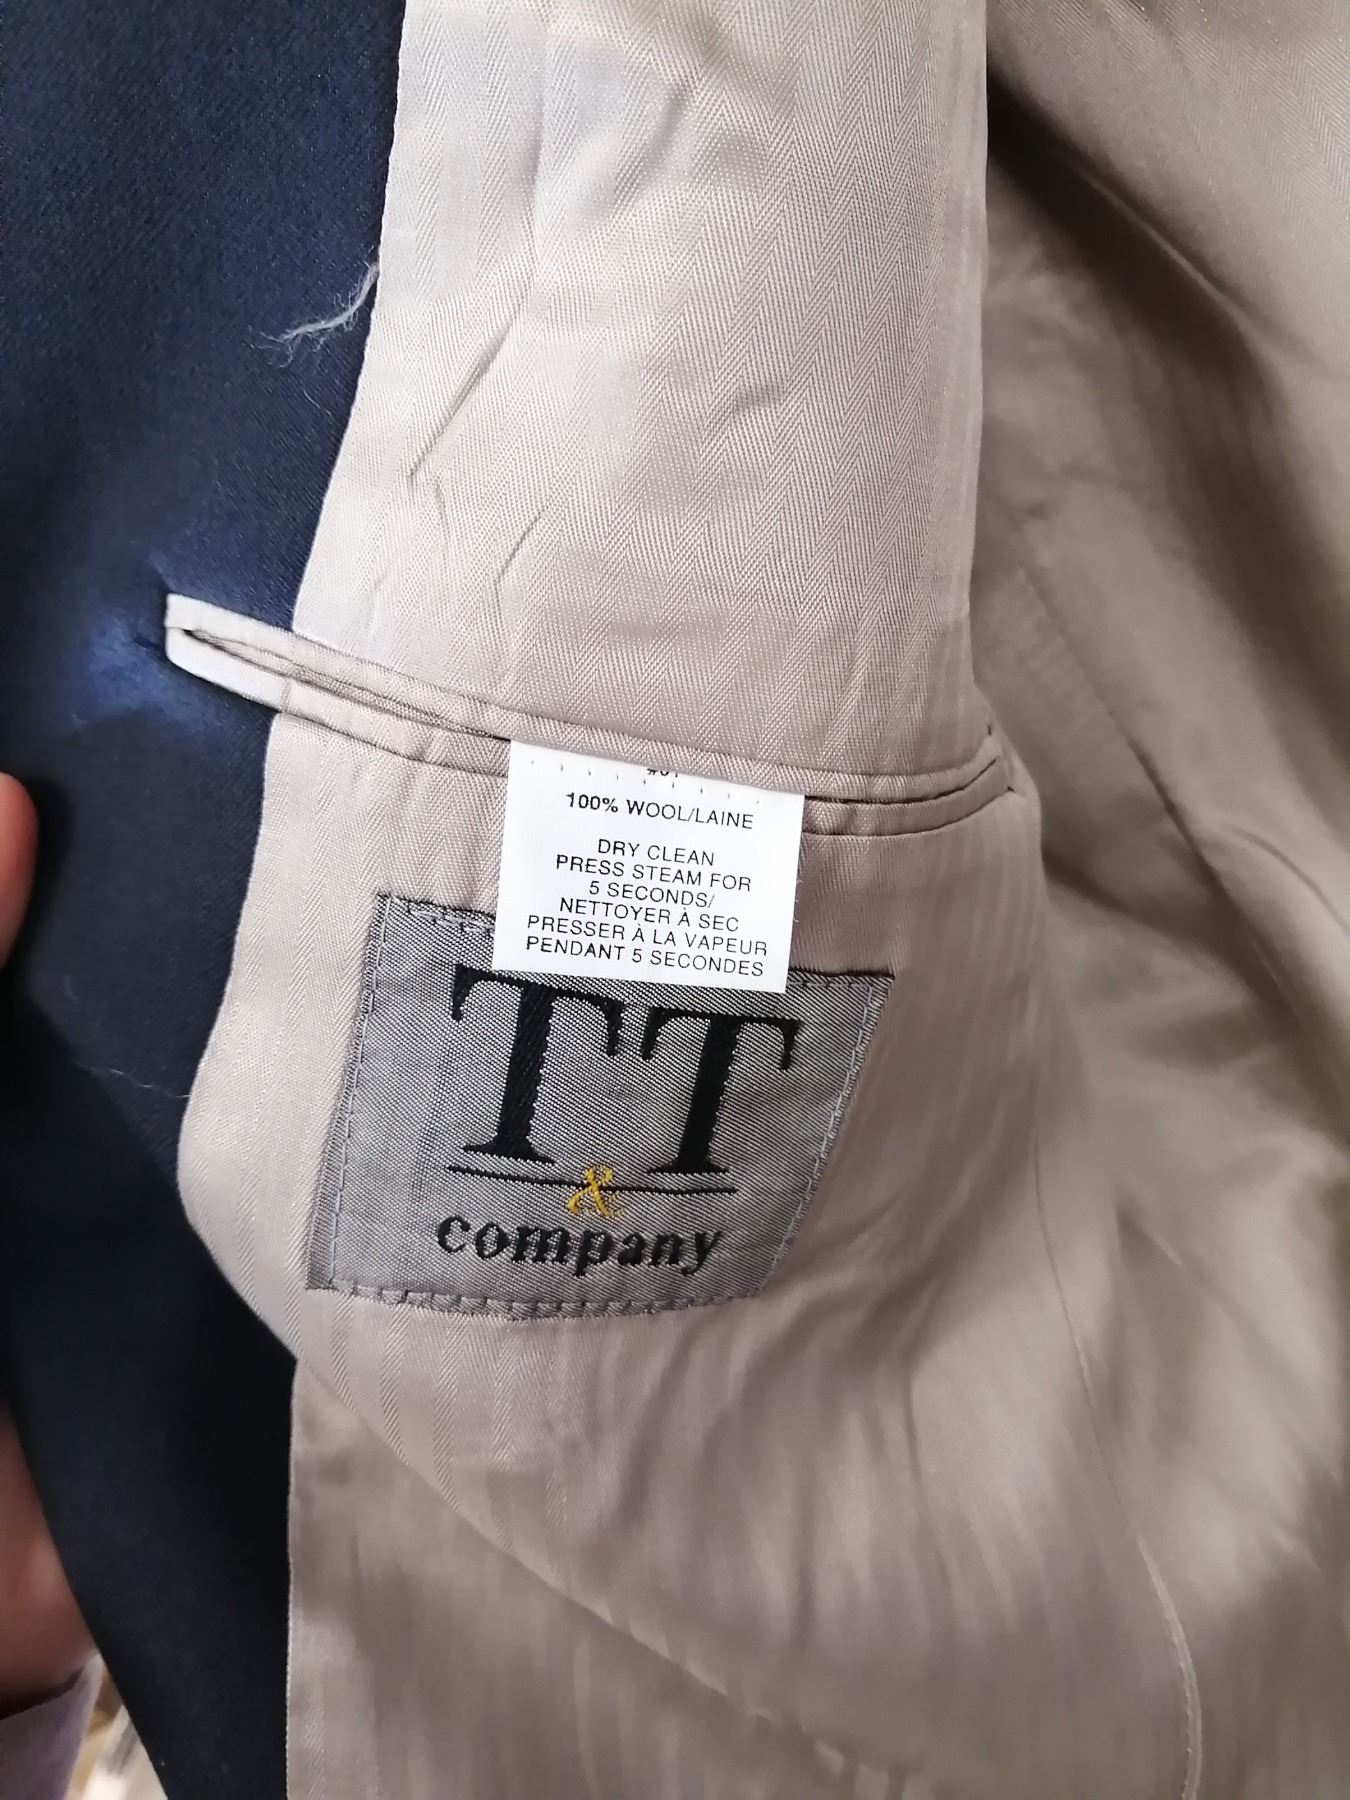 100% WOOL/LAINE
DRY CLEAN
PRESS STEAM FOR
5 SECONDS/
NETTOYER À SEC
PRESSER À LA VAPEUR
PENDANT 5 SECONDES
TT
&
company